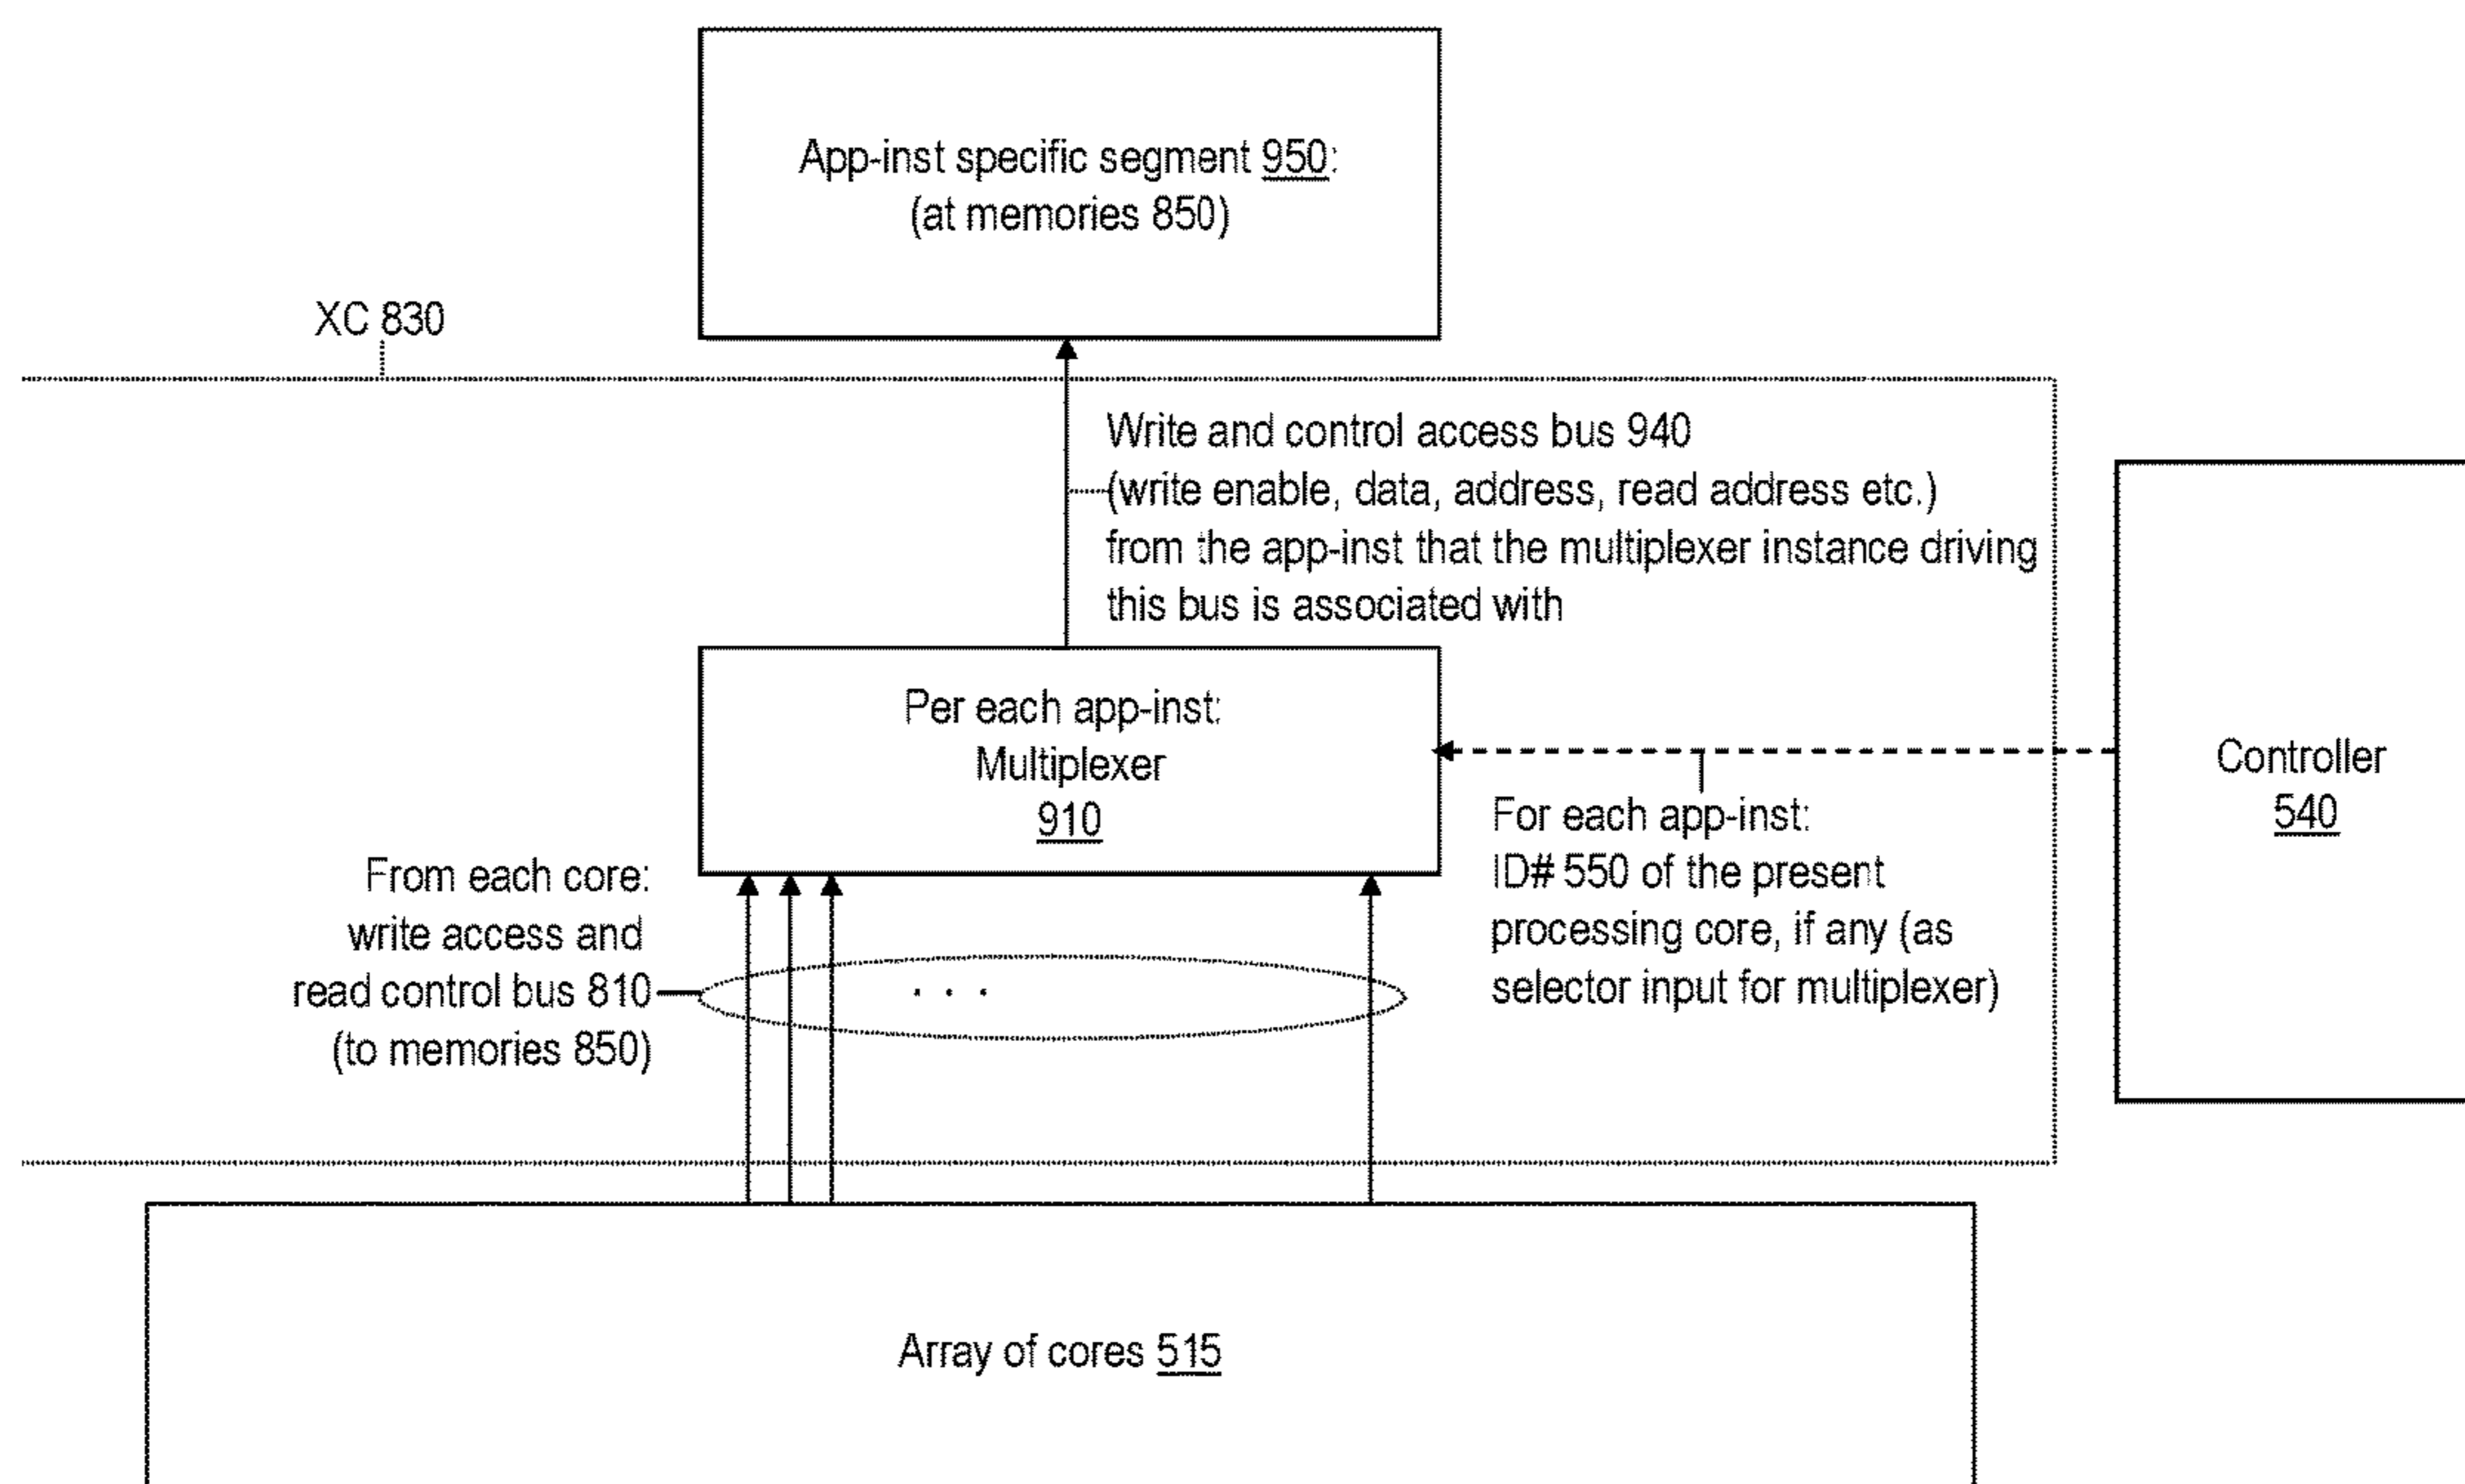 App-inst specific segment 950:
(at memories 850)
XC 830
Write and control access bus 940
(write enable, data, address, read address etc.)
from the app-inst that the multiplexer instance driving
this bus is associated with
Per each app-inst:
Multiplexer
910
Controller
540
For each app-inst:
ID# 550 of the present
processing core, if any (as
selector input for multiplexer)
From each core:
write access and
read control bus 810
(to memories 850)
. . .
Array of cores 515